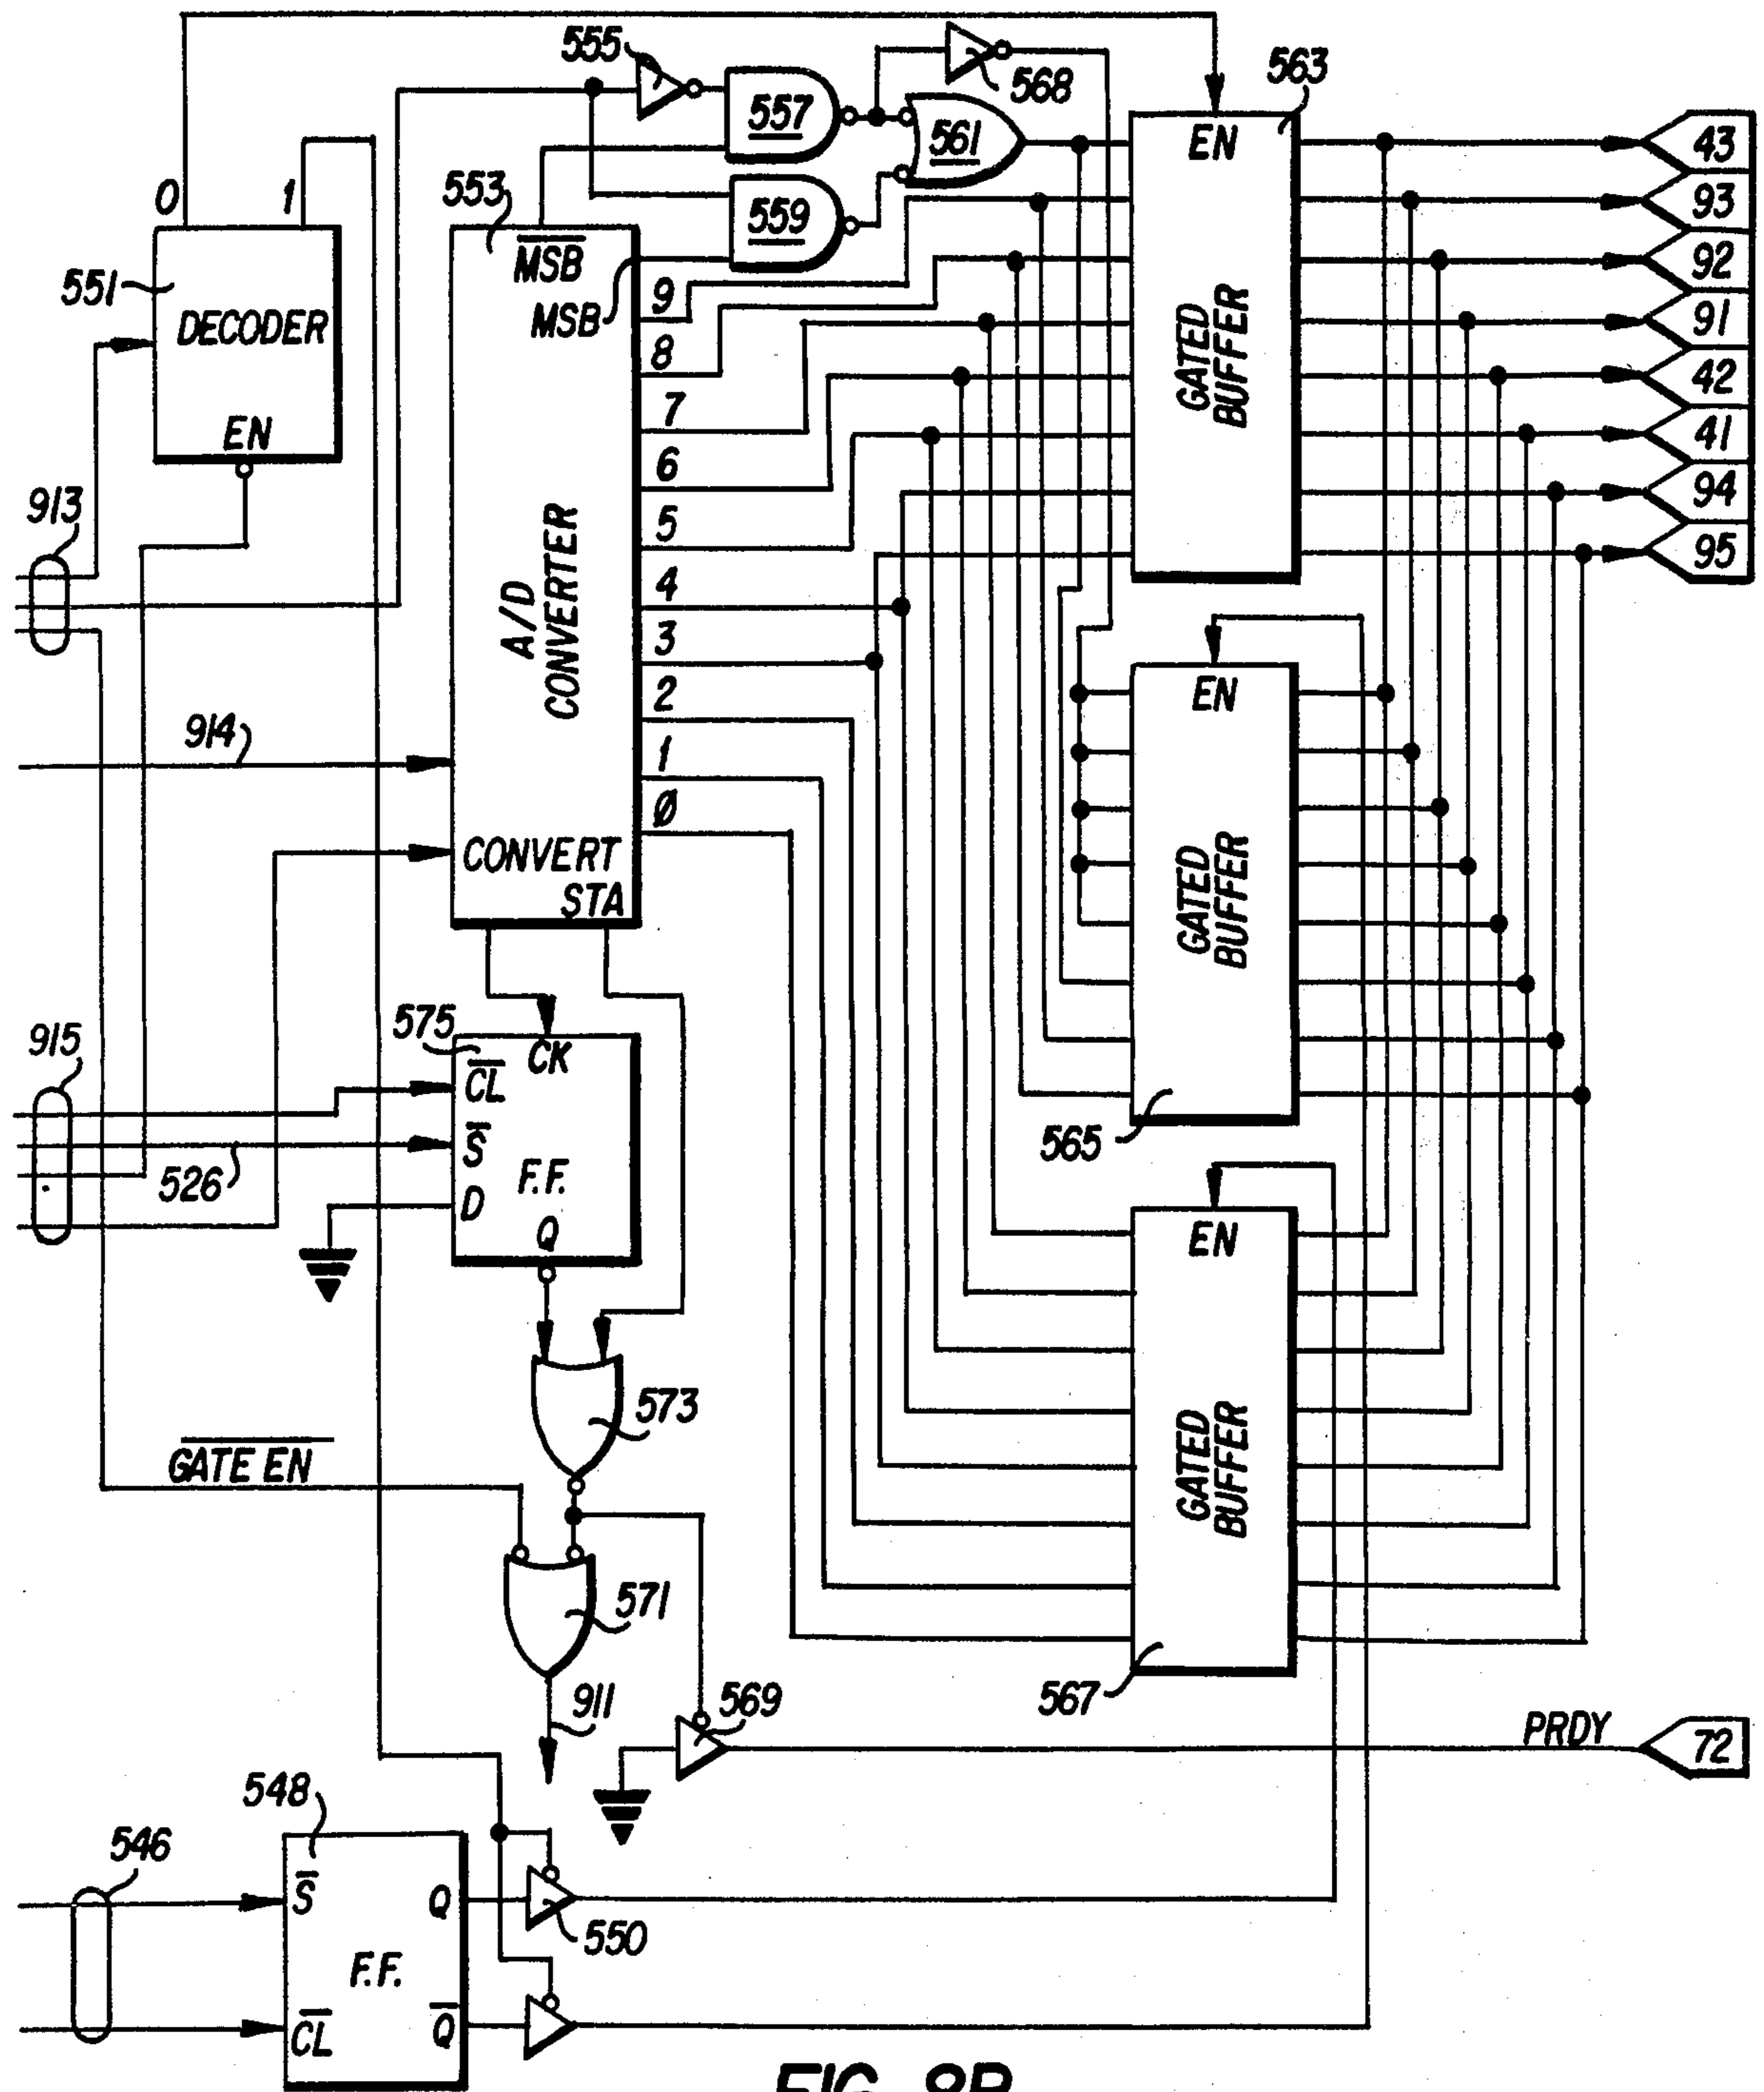 555
568
563
557
EN
43
561
93
0
1
553
559
92
MSB
551
9
91
DECODER
MSB
8
GATED
BUFFER
42
7
41
EN
6
94
913
5
95
A/D
CONVERTER
4
3
EN
2
914
1
Ø
GATED
BUFFER
CONVERT
STA
575
CK
915
CL
S
565
526
F.F.
D
Q
EN
573
GATE EN
GATED
BUFFER
571
911
569
567
PRDY
72
548
546
S
Q
550
F.F.
CL
Q
FIG. 8B